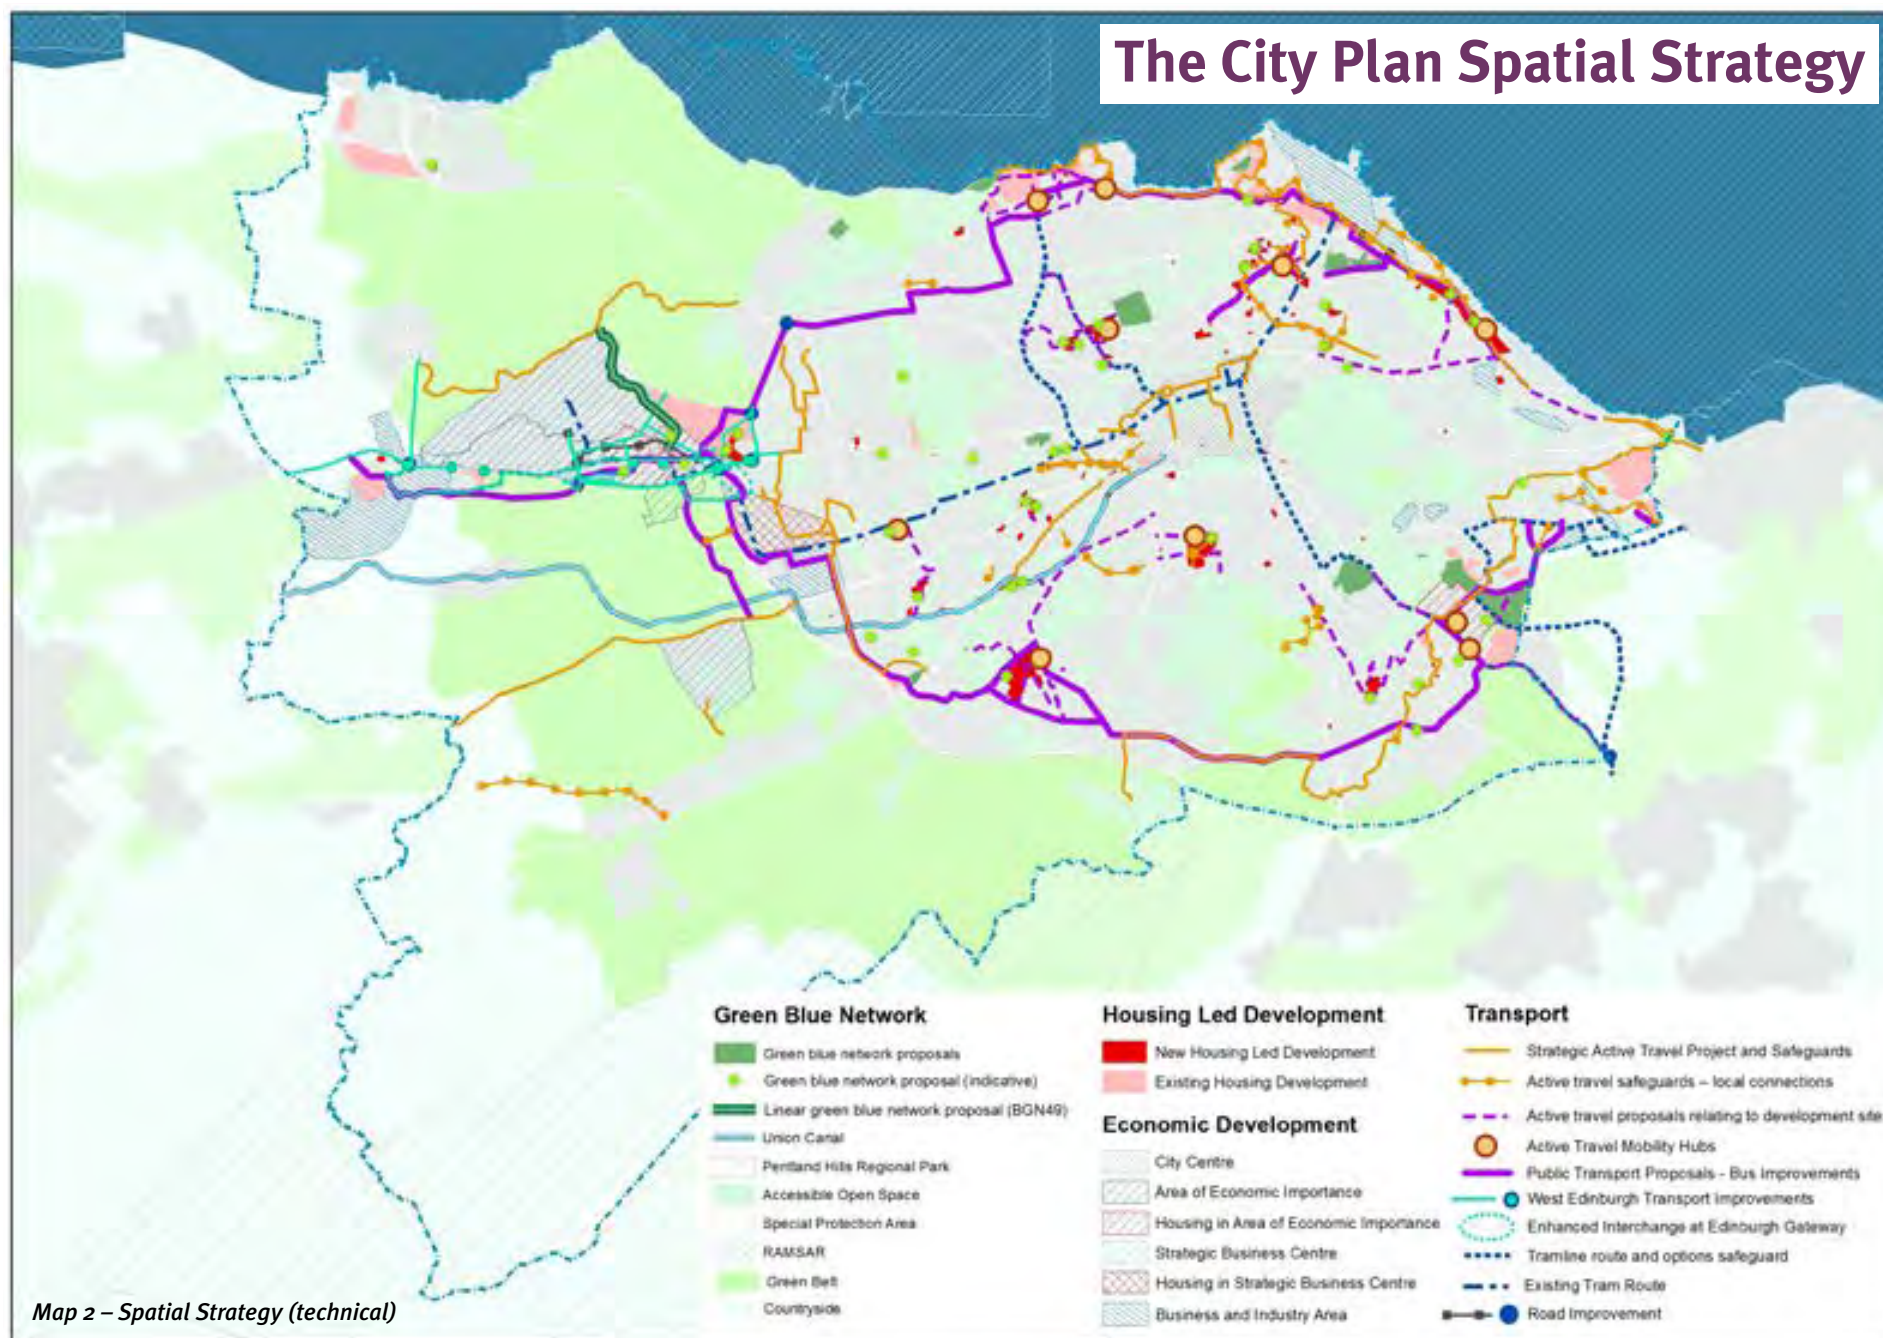 The City Plan Spatial Strategy
Green Blue Network
Green blue network proposals
Green blue network proposal (indicative)
Linear green blue network proposal (BGN49)
Union Canal
Pentland Hills Regional Park
Accessible Open Space
Special Protection Area
RAMSAR
Green Belt
Countryside
Housing Led Development
New Housing Led Development
Existing Housing Development
Economic Development
City Centre
Area of Economic Importance
Housing in Area of Economic Importance
Strategic Business Centre
Housing in Strategic Business Centre
Business and Industry Area
Transport
Strategic Active Travel Project and Safeguards
Active travel safeguards – local connections
Active travel proposals relating to development site
Active Travel Mobility Hubs
Public Transport Proposals - Bus Improvements
West Edinburgh Transport Improvements
Enhanced Interchange at Edinburgh Gateway
Tramline route and options safeguard
Existing Tram Route
Road Improvement
Map 2 – Spatial Strategy (technical)